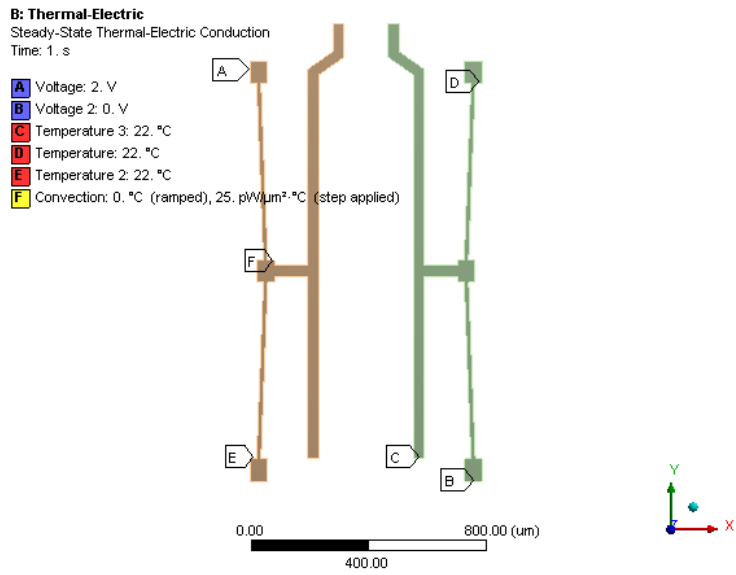 B: Thermal-Electric
Steady-State Thermal-Electric Conduction
Time: 1. s
A Voltage: 2. V
B Voltage 2: 0. V
C Temperature 3: 22. °C
D Temperature: 22. °C
E Temperature 2: 22. °C
F Convection: 0. °C (ramped), 25. pW/µm²·°C (step applied)
A
D
F
E
C
B
0.00
800.00 (um)
400.00
Y
Z
X